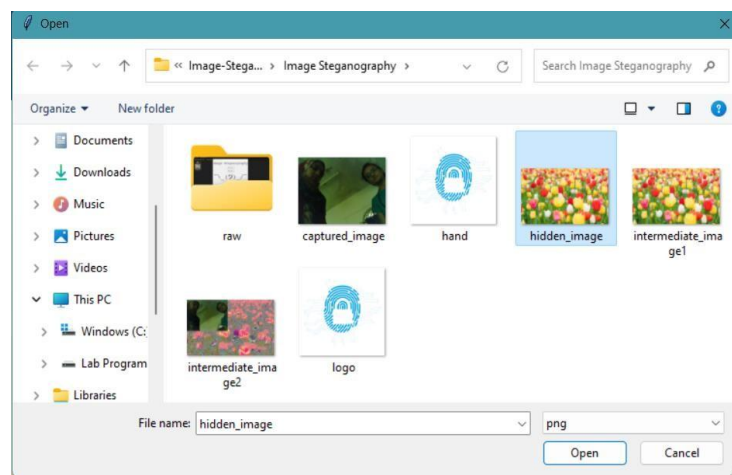 Open
« Image-Stega... › Image Steganography ›
Search Image Steganography
Organize
New folder
Documents
Downloads
Music
Pictures
Videos
This PC
Windows (C:
Lab Program
Libraries
raw
captured_image
hand
hidden_image
intermediate_ima
ge1
intermediate_ima
ge2
logo
File name: hidden_image
png
Open
Cancel